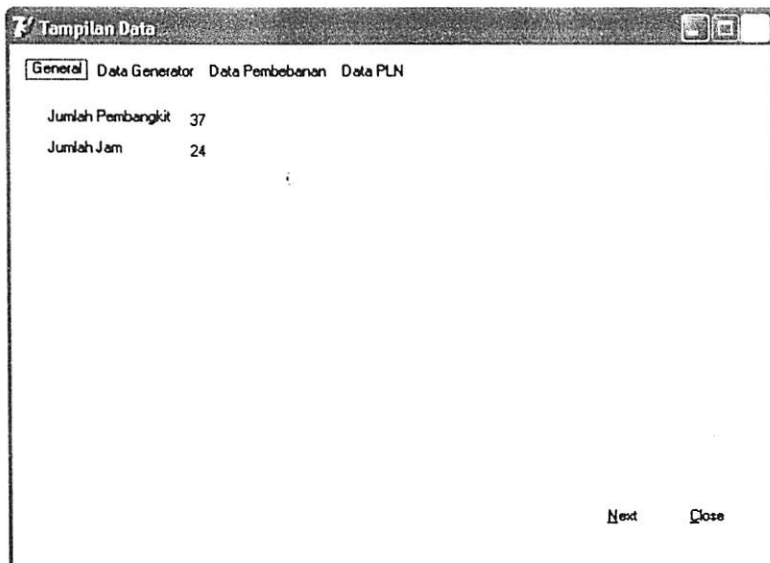 Tampilan Data
General Data Generator Data Pembebanan Data PLN
Jumlah Pembangkit 37
Jumlah Jam 24
Next Close